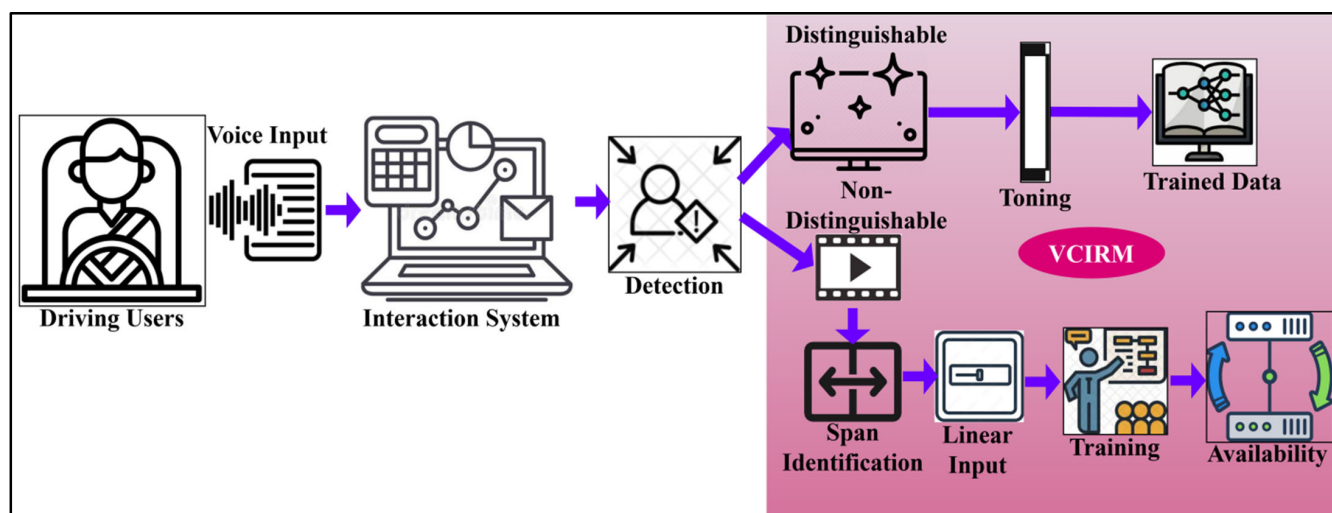 Distinguishable
Voice Input
Driving Users
Interaction System
Detection
Non-
Distinguishable
Toning
Trained Data
VCIRM
Span
Identification
Linear
Input
Training
Availability